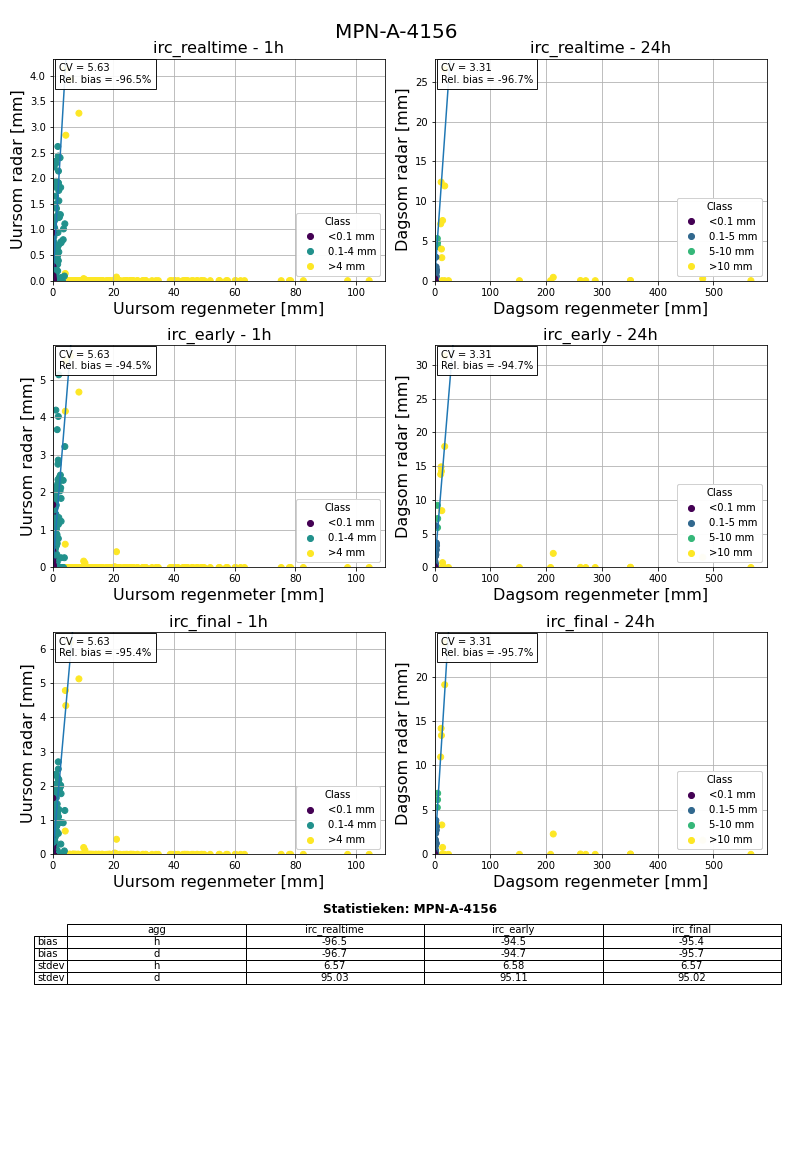 MPN-A-4156
irc_realtime - 1h
CV = 5.63
Rel. bias = -96.5%
Uursom radar [mm]
4.0
3.5
3.0
2.5
2.0
1.5
1.0
0.5
0.0
Class
<0.1 mm
0.1-4 mm
>4 mm
0 20 40 60 80 100
Uursom regenmeter [mm]
irc_realtime - 24h
CV = 3.31
Rel. bias = -96.7%
Dagsom radar [mm]
25
20
15
10
5
0
Class
<0.1 mm
0.1-5 mm
5-10 mm
>10 mm
0 100 200 300 400 500
Dagsom regenmeter [mm]
irc_early - 1h
CV = 5.63
Rel. bias = -94.5%
Uursom radar [mm]
5
4
3
2
1
0
Class
<0.1 mm
0.1-4 mm
>4 mm
0 20 40 60 80 100
Uursom regenmeter [mm]
irc_early - 24h
CV = 3.31
Rel. bias = -94.7%
Dagsom radar [mm]
30
25
20
15
10
5
0
Class
<0.1 mm
0.1-5 mm
5-10 mm
>10 mm
0 100 200 300 400 500
Dagsom regenmeter [mm]
irc_final - 1h
CV = 5.63
Rel. bias = -95.4%
Uursom radar [mm]
6
5
4
3
2
1
0
Class
<0.1 mm
0.1-4 mm
>4 mm
0 20 40 60 80 100
Uursom regenmeter [mm]
irc_final - 24h
CV = 3.31
Rel. bias = -95.7%
Dagsom radar [mm]
20
15
10
5
0
Class
<0.1 mm
0.1-5 mm
5-10 mm
>10 mm
0 100 200 300 400 500
Dagsom regenmeter [mm]
Statistieken: MPN-A-4156
agg irc_realtime irc_early irc_final
bias h -96.5 -94.5 -95.4
bias d -96.7 -94.7 -95.7
stdev h 6.57 6.58 6.57
stdev d 95.03 95.11 95.02